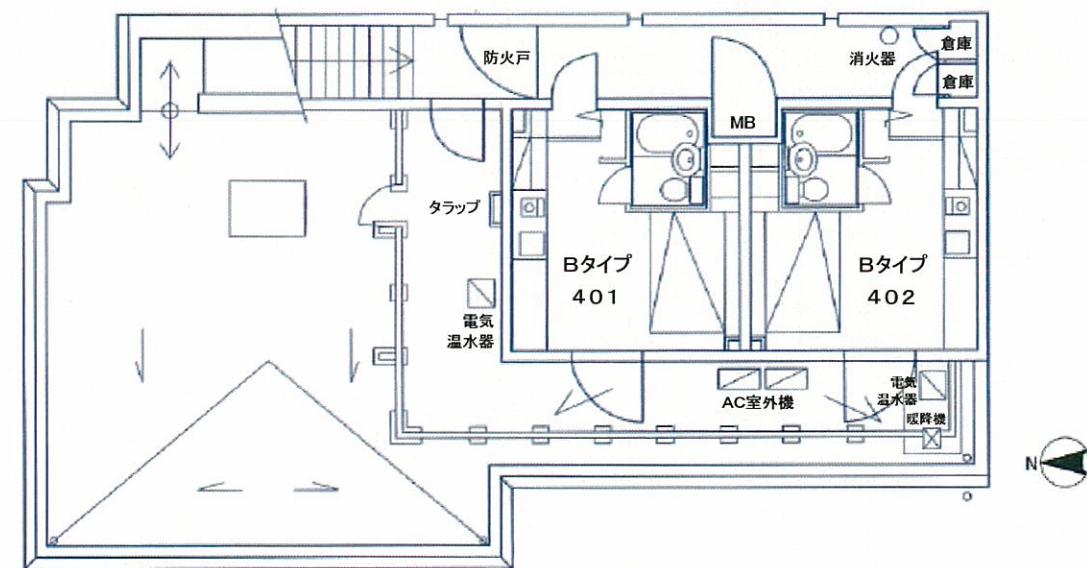 防火戸
消火器
倉庫
倉庫
MB
タラップ
Bタイプ
401
Bタイプ
402
電気
温水器
AC室外機
電気
温水器
暖降機
N